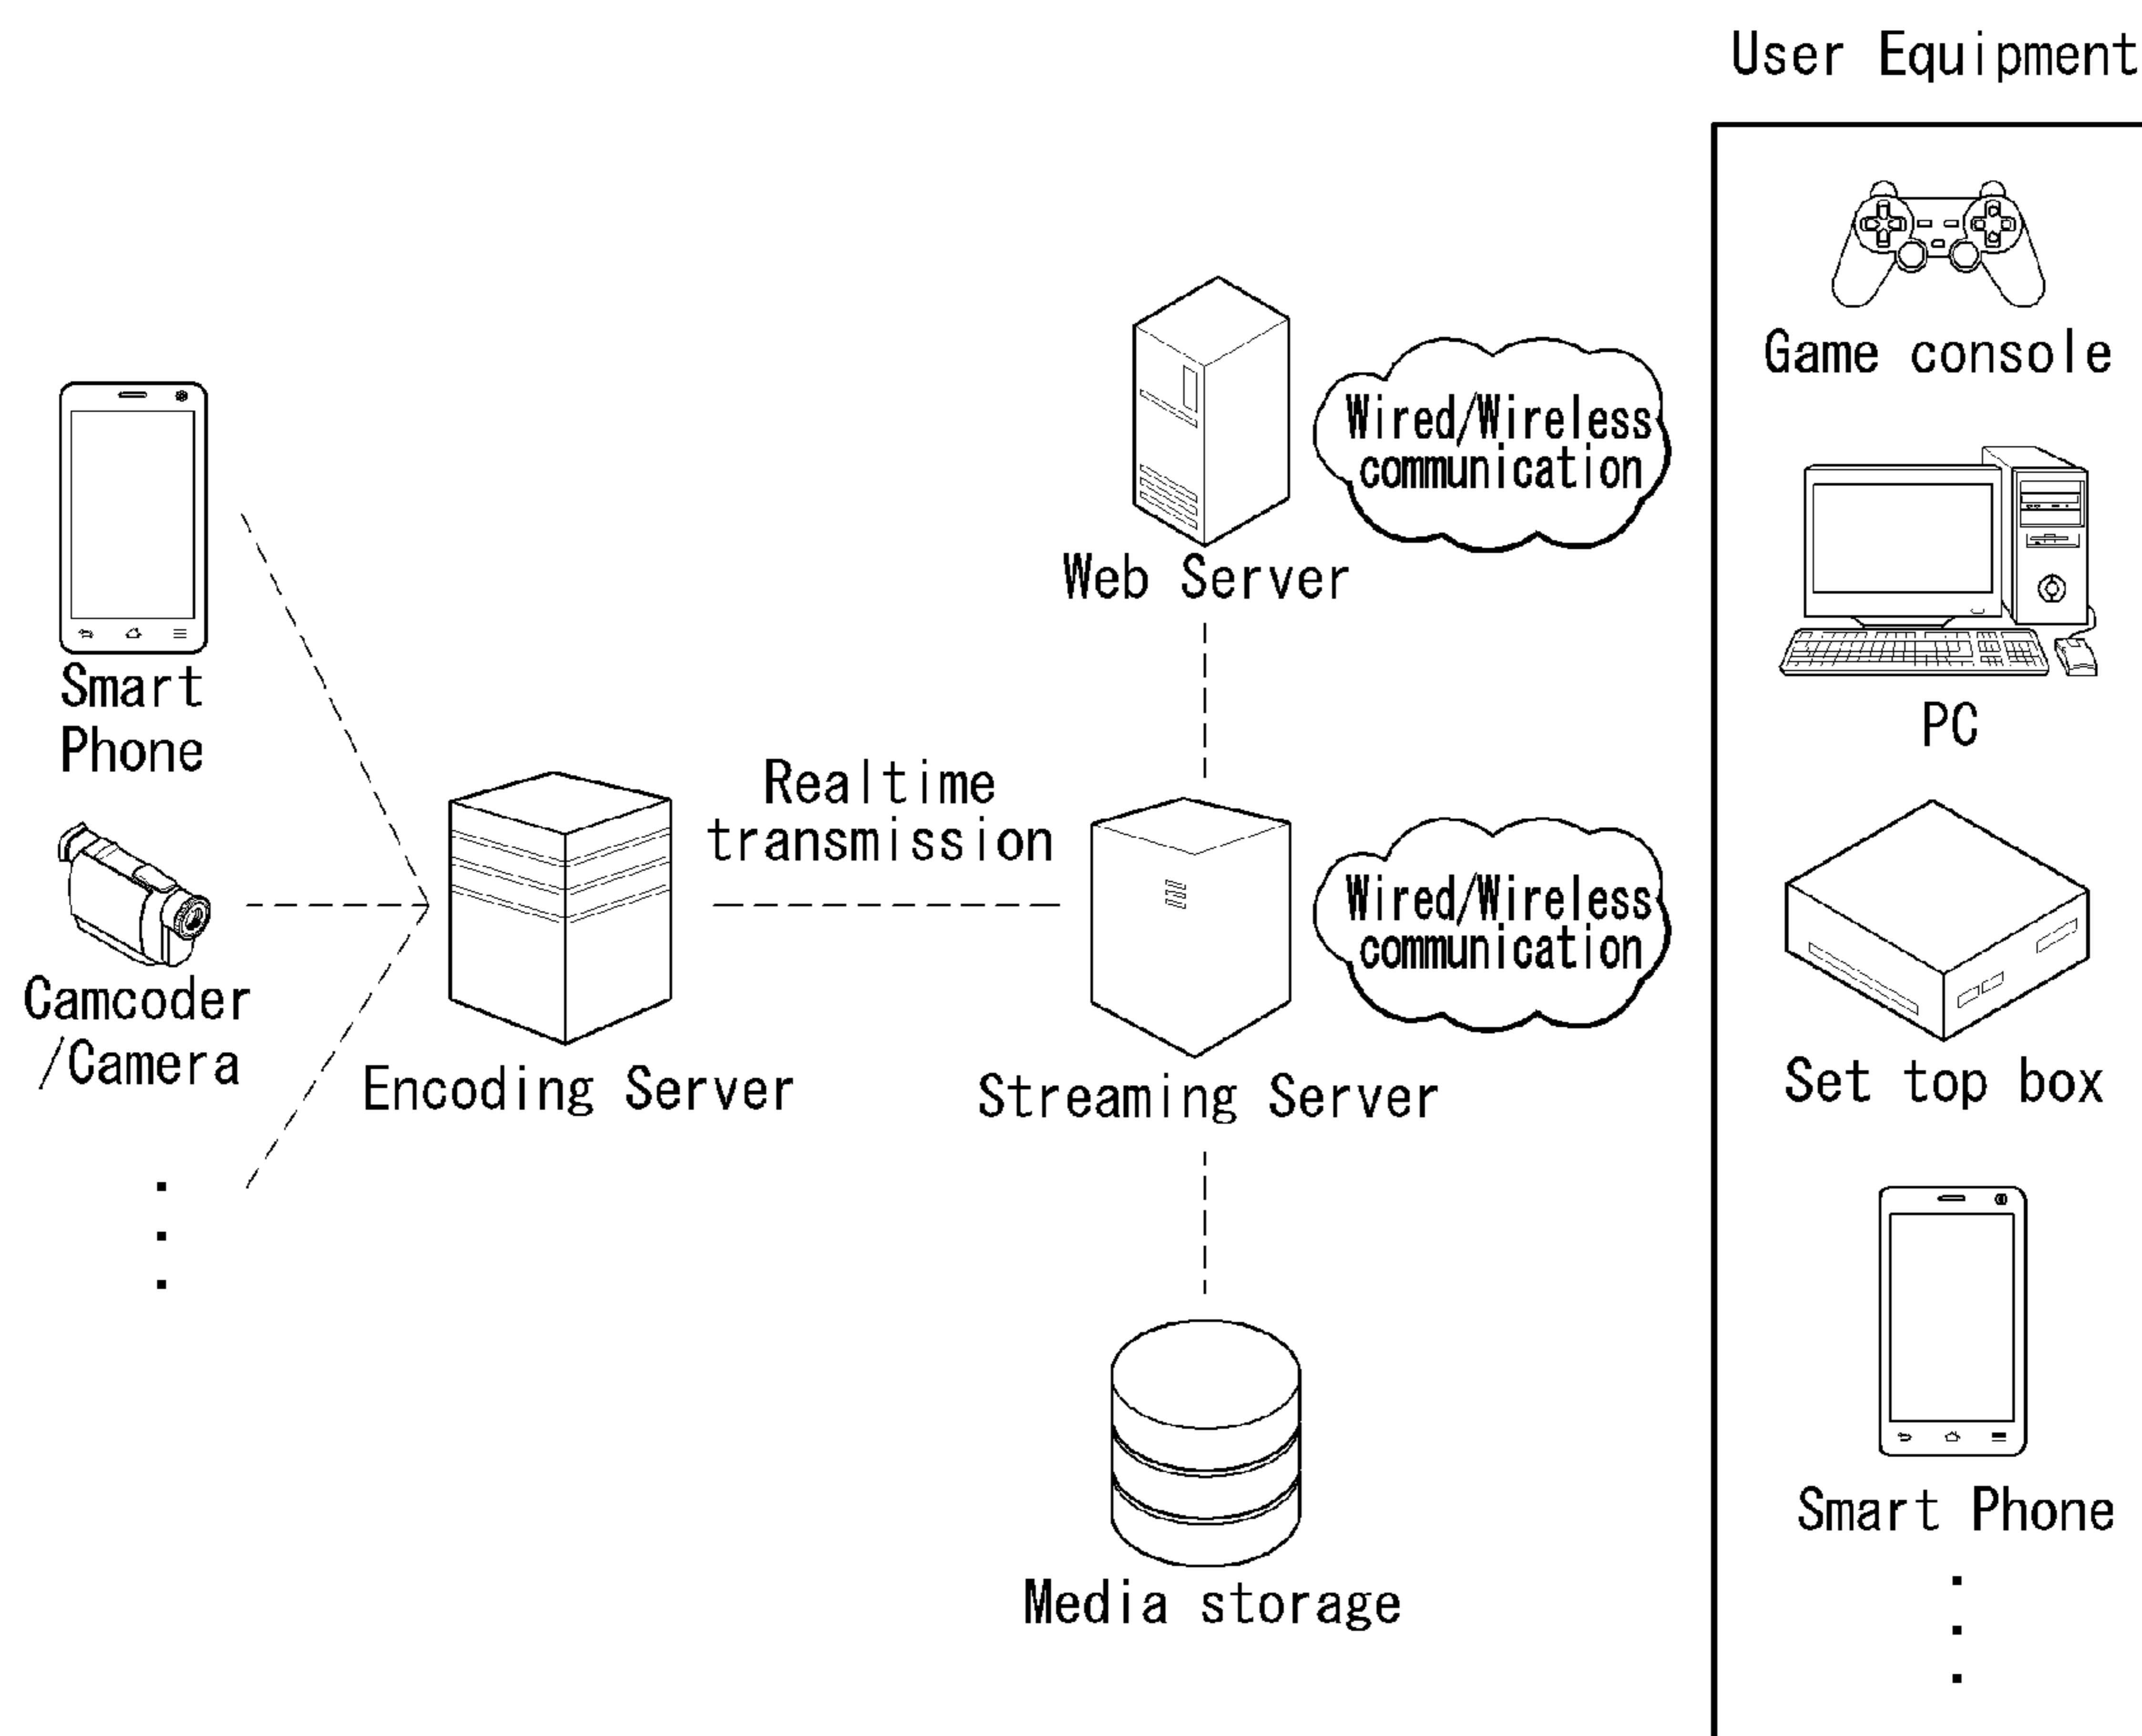 User Equipment
Game console
Wired/Wireless
communication
Web Server
Smart
Phone
PC
Realtime
transmission
Wired/Wireless
communication
Camcoder
/Camera
Encoding Server
Streaming Server
Set top box
Smart Phone
Media storage